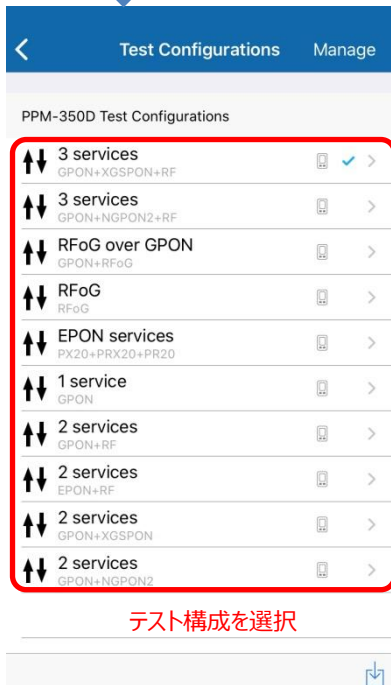 Test Configurations Manage
PPM-350D Test Configurations
3 services
GPON+XGSPON+RF
3 services
GPON+NGPON2+RF
RFoG over GPON
GPON+RFoG
RFoG
RFoG
EPON services
PX20+PRX20+PR20
1 service
GPON
2 services
GPON+RF
2 services
EPON+RF
2 services
GPON+XGSPON
2 services
GPON+NGPON2
テスト構成を選択